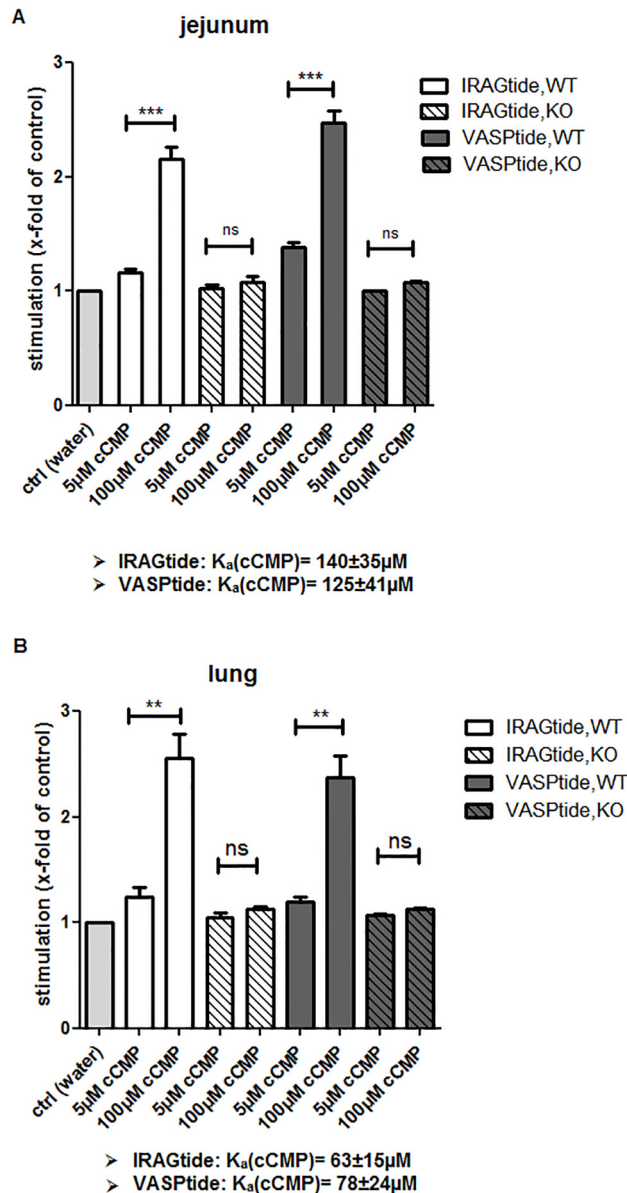 A
jejunum
stimulation (x-fold of control)
3
2
1
0
***
ns
***
ns
IRAGtide,WT
IRAGtide,KO
VASPtide,WT
VASPtide,KO
ctrl (water)
5µM cCMP
100µM cCMP
5µM cCMP
100µM cCMP
5µM cCMP
100µM cCMP
5µM cCMP
100µM cCMP
➢ IRAGtide: Kₐ(cCMP)= 140±35µM
➢ VASPtide: Kₐ(cCMP)= 125±41µM
B
lung
stimulation (x-fold of control)
3
2
1
0
**
ns
**
ns
IRAGtide,WT
IRAGtide,KO
VASPtide,WT
VASPtide,KO
ctrl (water)
5µM cCMP
100µM cCMP
5µM cCMP
100µM cCMP
5µM cCMP
100µM cCMP
5µM cCMP
100µM cCMP
➢ IRAGtide: Kₐ(cCMP)= 63±15µM
➢ VASPtide: Kₐ(cCMP)= 78±24µM